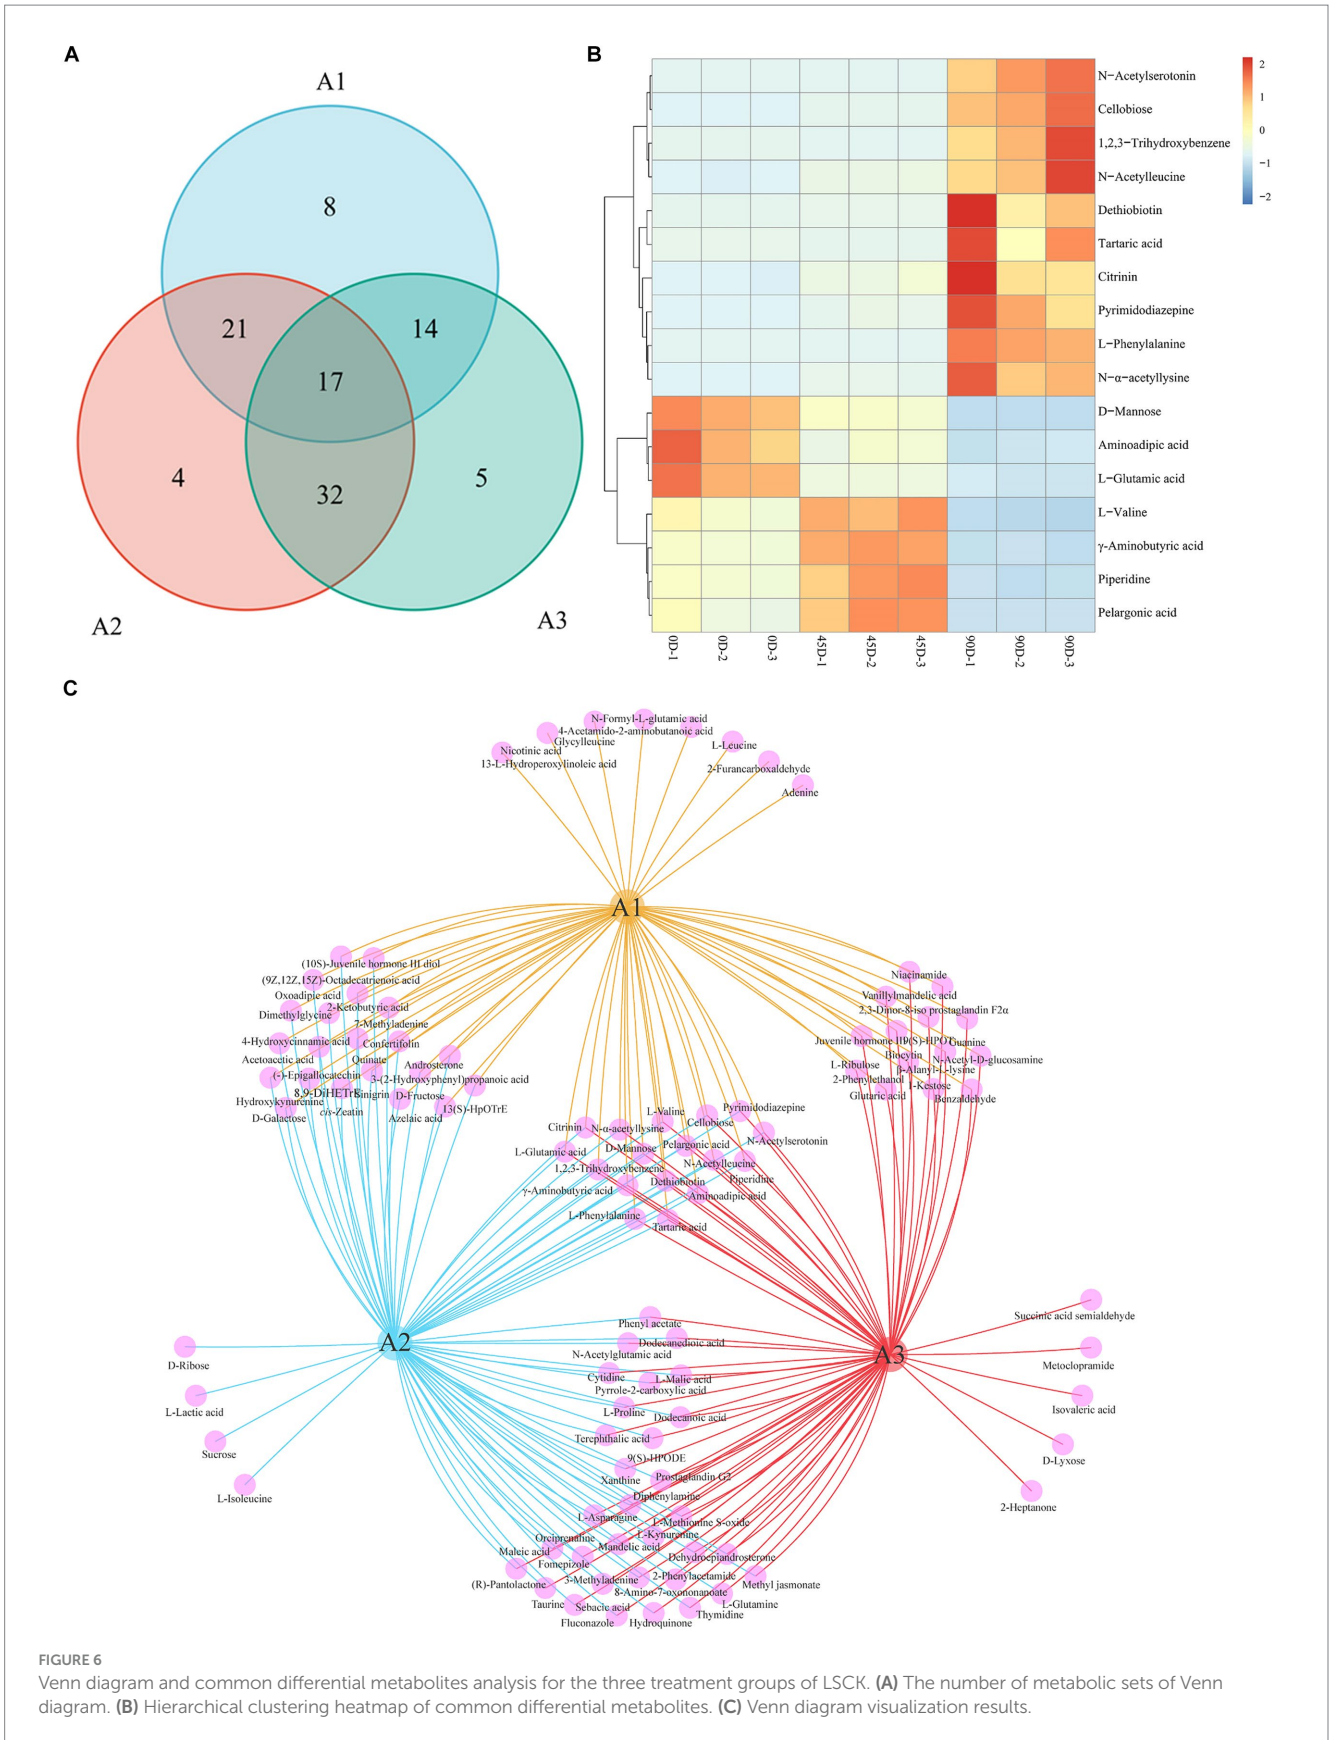 A
A1
8
21
14
17
4
32
5
A2
A3
B
2
1
0
−1
−2
N−Acetylserotonin
Cellobiose
1,2,3−Trihydroxybenzene
N−Acetylleucine
Dethiobiotin
Tartaric acid
Citrinin
Pyrimidodiazepine
L−Phenylalanine
N−α−acetyllysine
D−Mannose
Aminoadipic acid
L−Glutamic acid
L−Valine
γ-Aminobutyric acid
Piperidine
Pelargonic acid
0D-1
0D-2
0D-3
45D-1
45D-2
45D-3
90D-1
90D-2
90D-3
C
N-Formyl-L-glutamic acid
4-Acetamido-2-aminobutanoic acid
Glycylleucine
L-Leucine
Nicotinic acid
13-L-Hydroperoxylinoleic acid
2-Furancarboxaldehyde
Adenine
A1
(10S)-Juvenile hormone III diol
(9Z,12Z,15Z)-Octadecatrienoic acid
Oxoadipic acid
2-Ketobutyric acid
Dimethylglycine
7-Methyladenine
4-Hydroxycinnamic acid
Confertifolin
Acetoacetic acid
Quinate
Androsterone
(-)-Epigallocatechin
3-(2-Hydroxyphenyl)propanoic acid
8,9-DiHETrE
Sinigrin
D-Fructose
Hydroxykynurenine
cis-Zeatin
13(S)-HpOTrE
D-Galactose
Azelaic acid
Niacinamide
Vanillylmandelic acid
2,3-Dinor-8-iso prostaglandin F2α
Juvenile hormone III
9(S)-HPOT
Guanine
Biocytin
N-Acetyl-D-glucosamine
L-Ribulose
β-Alanyl-L-lysine
2-Phenylethanol
1-Kestose
Glutaric acid
Benzaldehyde
L-Valine
Pyrimidodiazepine
Cellobiose
Citrinin
N-α-acetyllysine
N-Acetylserotonin
L-Glutamic acid
D-Mannose
Pelargonic acid
1,2,3-Trihydroxybenzene
N-Acetylleucine
Dethiobiotin
Piperidine
γ-Aminobutyric acid
Aminoadipic acid
L-Phenylalanine
Tartaric acid
A2
A3
D-Ribose
L-Lactic acid
Sucrose
L-Isoleucine
Succinic acid semialdehyde
Metoclopramide
Isovaleric acid
D-Lyxose
2-Heptanone
Phenyl acetate
Dodecanedioic acid
N-Acetylglutamic acid
Cytidine
L-Malic acid
Pyrrole-2-carboxylic acid
L-Proline
Dodecanoic acid
Terephthalic acid
9(S)-HPODE
Xanthine
Prostaglandin G2
Diphenylamine
L-Asparagine
L-Methionine S-oxide
L-Kynurenine
Orciprenaline
Mandelic acid
Maleic acid
Dehydroepiandrosterone
Fomepizole
3-Methyladenine
2-Phenylacetamide
(R)-Pantolactone
8-Amino-7-oxononanoate
Methyl jasmonate
Taurine
Sebacic acid
L-Glutamine
Thymidine
Fluconazole
Hydroquinone
FIGURE 6
Venn diagram and common differential metabolites analysis for the three treatment groups of LSCK. (A) The number of metabolic sets of Venn
diagram. (B) Hierarchical clustering heatmap of common differential metabolites. (C) Venn diagram visualization results.